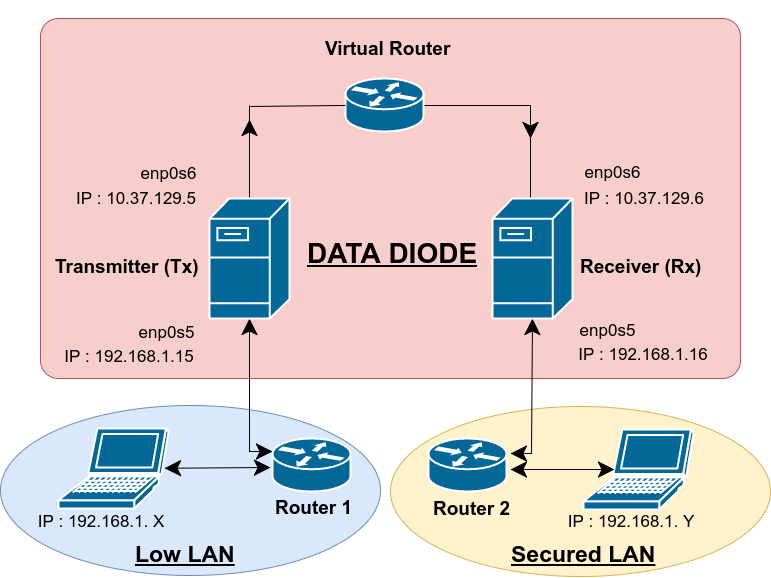 Virtual Router
enp0s6
IP : 10.37.129.5
enp0s6
IP : 10.37.129.6
Transmitter (Tx)
DATA DIODE
Receiver (Rx)
enp0s5
IP : 192.168.1.15
enp0s5
IP : 192.168.1.16
Router 1
IP : 192.168.1. X
Low LAN
Router 2
IP : 192.168.1. Y
Secured LAN